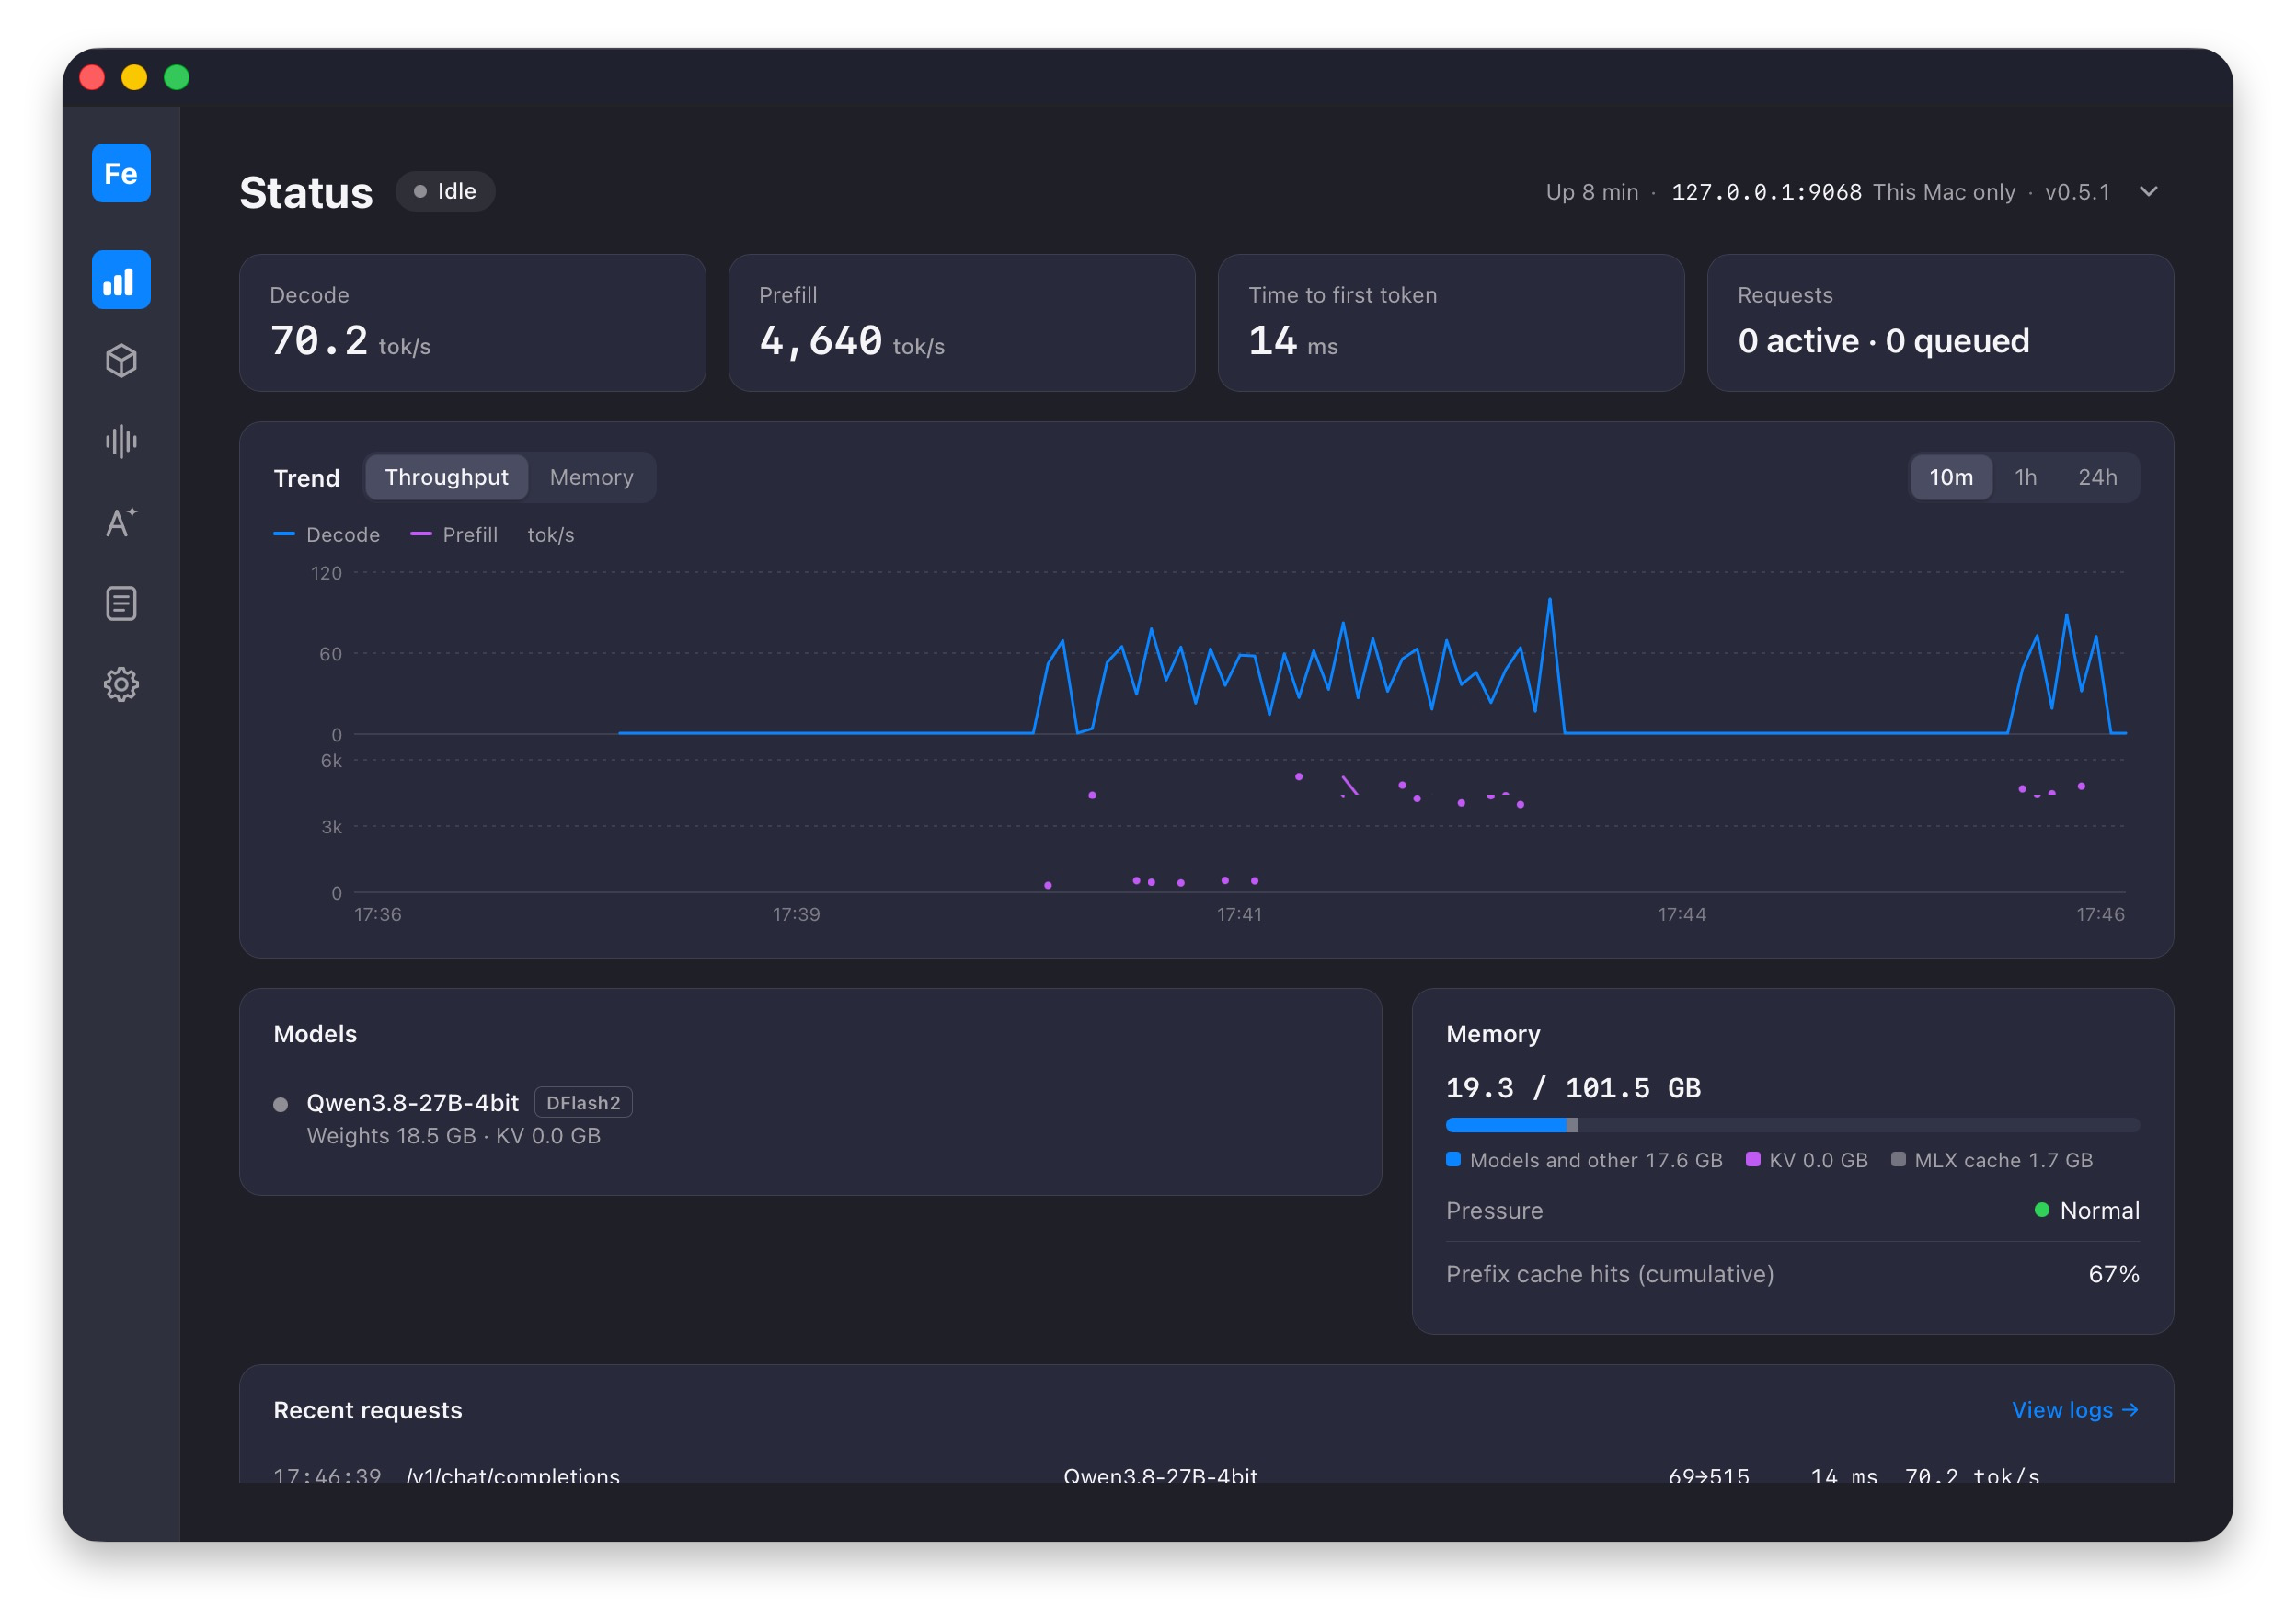 Fe
Status Idle Up 8 min · 127.0.0.1:9068 This Mac only · v0.5.1
Decode Prefill Time to first token Requests
70.2 tok/s 4,640 tok/s 14 ms 0 active · 0 queued
Trend Throughput Memory 10m 1h 24h
Decode Prefill tok/s
120
60
0
6k
3k
0
17:36 17:39 17:41 17:44 17:46
Models
Qwen3.8-27B-4bit DFlash2
Weights 18.5 GB · KV 0.0 GB
Memory
19.3 / 101.5 GB
Models and other 17.6 GB KV 0.0 GB MLX cache 1.7 GB
Pressure Normal
Prefix cache hits (cumulative) 67%
Recent requests View logs →
17:46:39 /v1/chat/completions Qwen3.8-27B-4bit 69→515 14 ms 70.2 tok/s